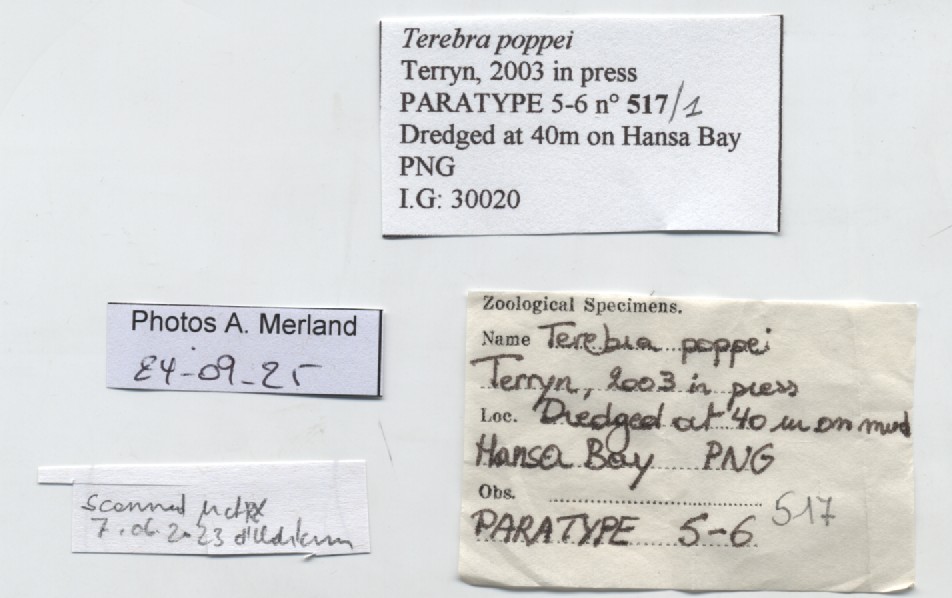 Terebra poppei
Terryn, 2003 in press
PARATYPE 5-6 n° 517/1
Dredged at 40m on Hansa Bay
PNG
I.G: 30020
Photos A. Merland
24-09-25
Scanned µctRX
7.06.2023
Zoological Specimens.
Name Terebra poppei
Terryn, 2003 in press
Loc. Dredged at 40 m on mud
Hansa Bay PNG
Obs.
517
PARATYPE 5-6